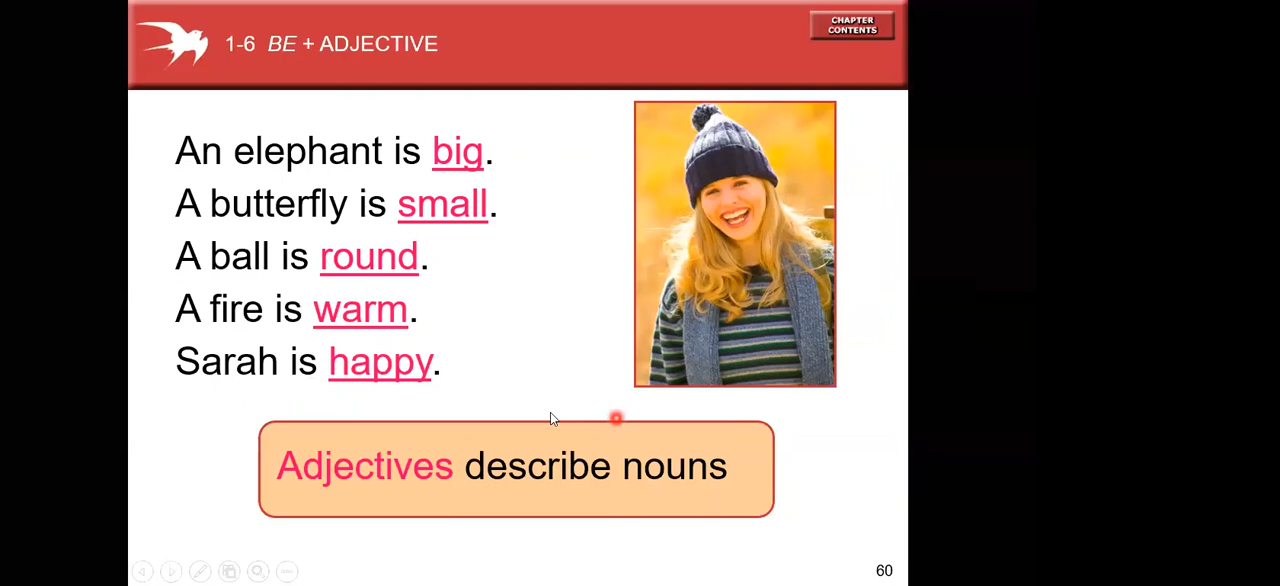 1-6 BE + ADJECTIVE
CHAPTER
CONTENTS
An elephant is big.
A butterfly is small.
A ball is round.
A fire is warm.
Sarah is happy.
Adjectives describe nouns
60